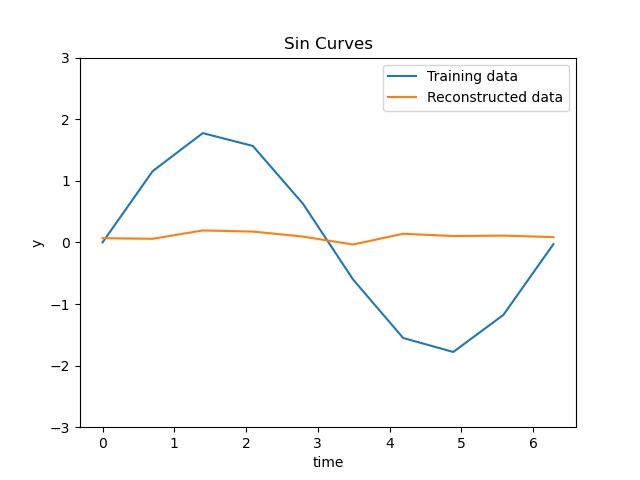 Sin Curves
Training data
Reconstructed data
3
2
1
0
−1
−2
−3
y
0 1 2 3 4 5 6
time